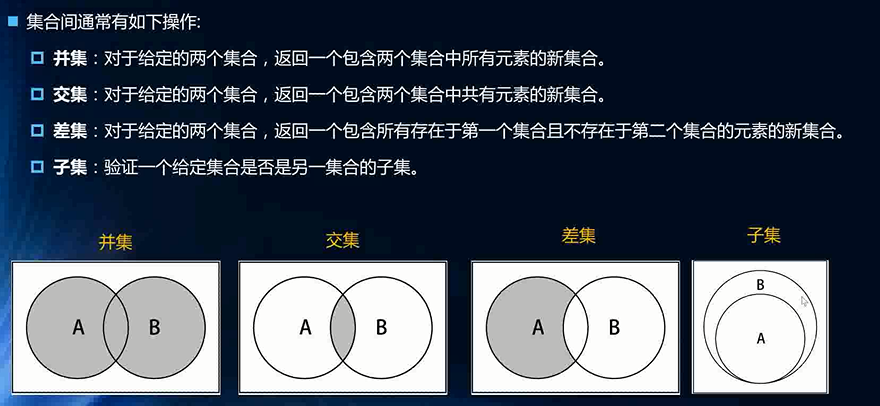 集合间通常有如下操作:
并集：对于给定的两个集合，返回一个包含两个集合中所有元素的新集合。
交集：对于给定的两个集合，返回一个包含两个集合中共有元素的新集合。
差集：对于给定的两个集合，返回一个包含所有存在于第一个集合且不存在于第二个集合的元素的新集合。
子集：验证一个给定集合是否是另一集合的子集。
并集 交集 差集 子集
A B A B A B B
A